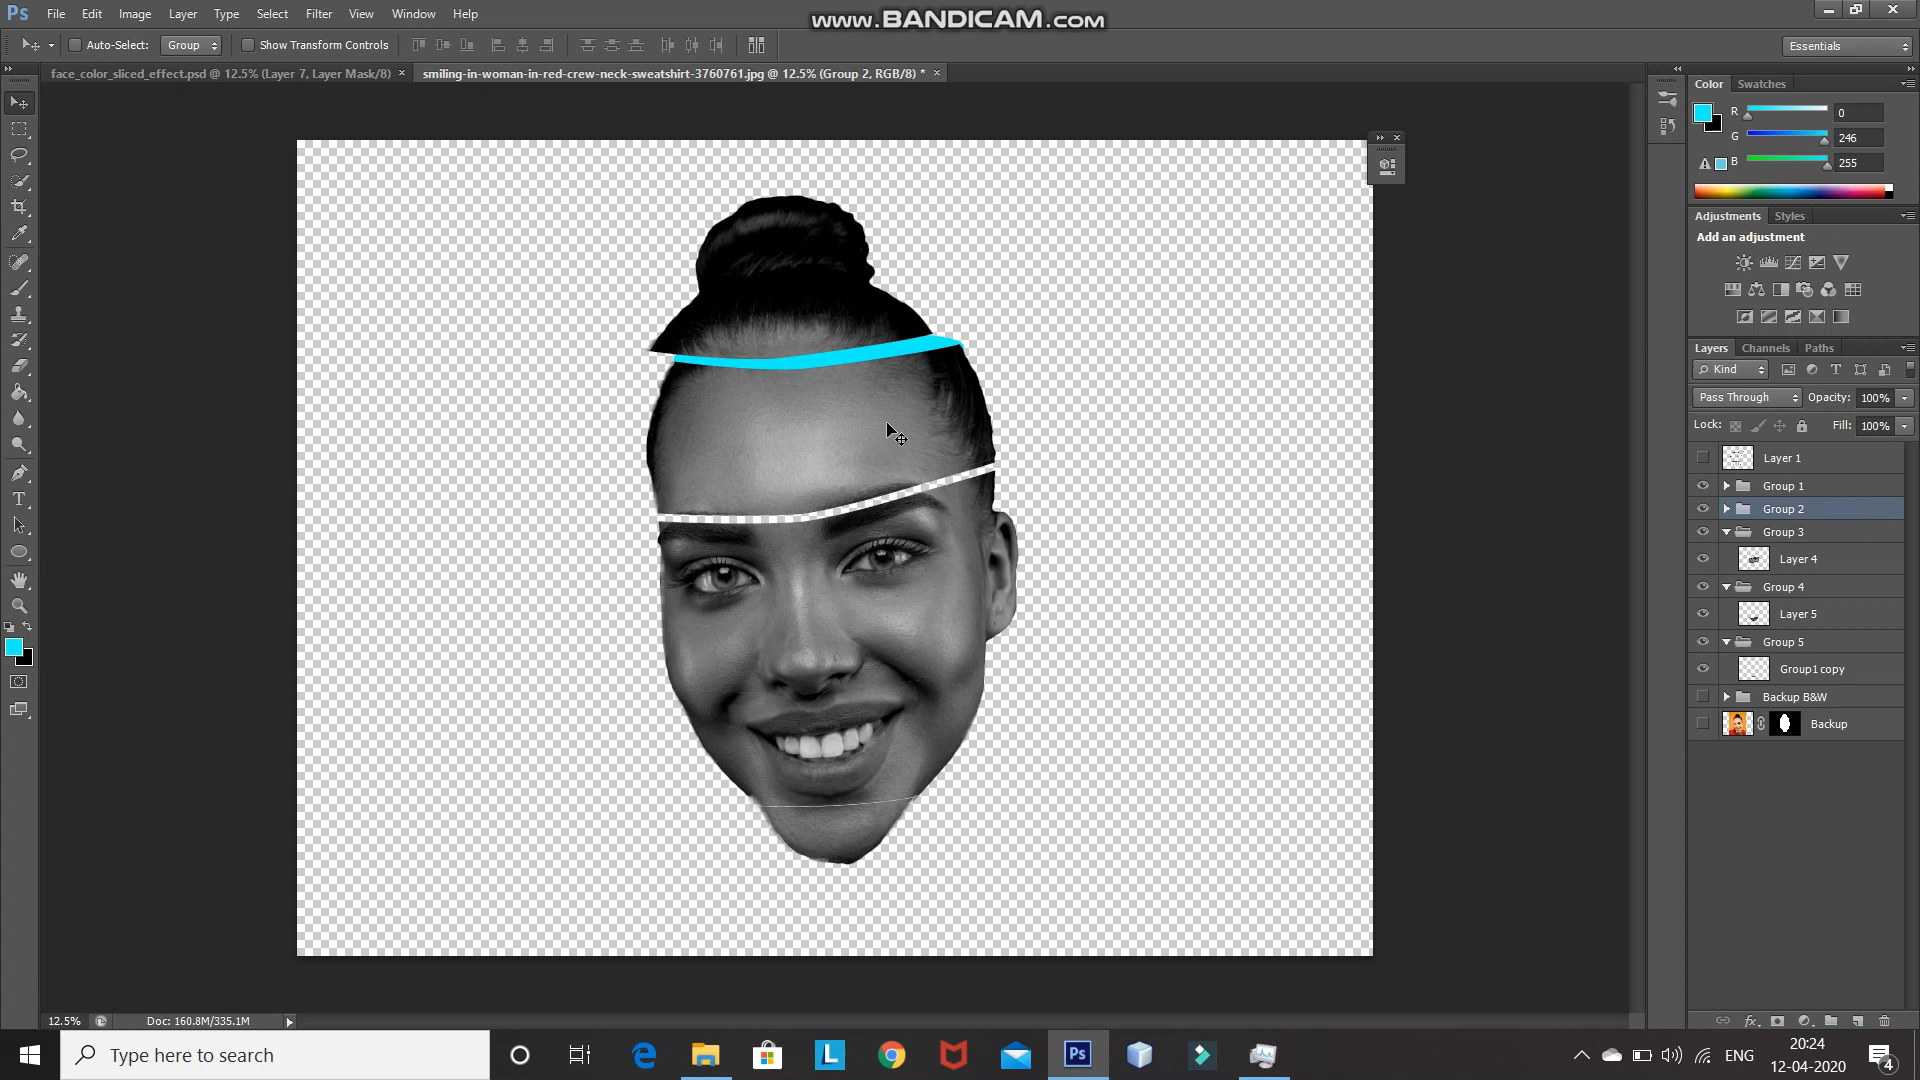 Ps File Edit Image Layer Type Select Filter View Window Help
www.BANDICAM.com
Auto-Select: Group Show Transform Controls
Essentials
face_color_sliced_effect.psd @ 12.5% (Layer 7, Layer Mask/8) ×
smiling-in-woman-in-red-crew-neck-sweatshirt-3760761.jpg @ 12.5% (Group 2, RGB/8) * ×
Color Swatches
R 0
G 246
B 255
Adjustments Styles
Add an adjustment
Layers Channels Paths
Kind
Pass Through Opacity: 100%
Lock: Fill: 100%
Layer 1
Group 1
Group 2
Group 3
Layer 4
Group 4
Layer 5
Group 5
Group1 copy
Backup B&W
Backup
12.5% Doc: 160.8M/335.1M
Type here to search
L
Ps
ENG
20:24
12-04-2020
4